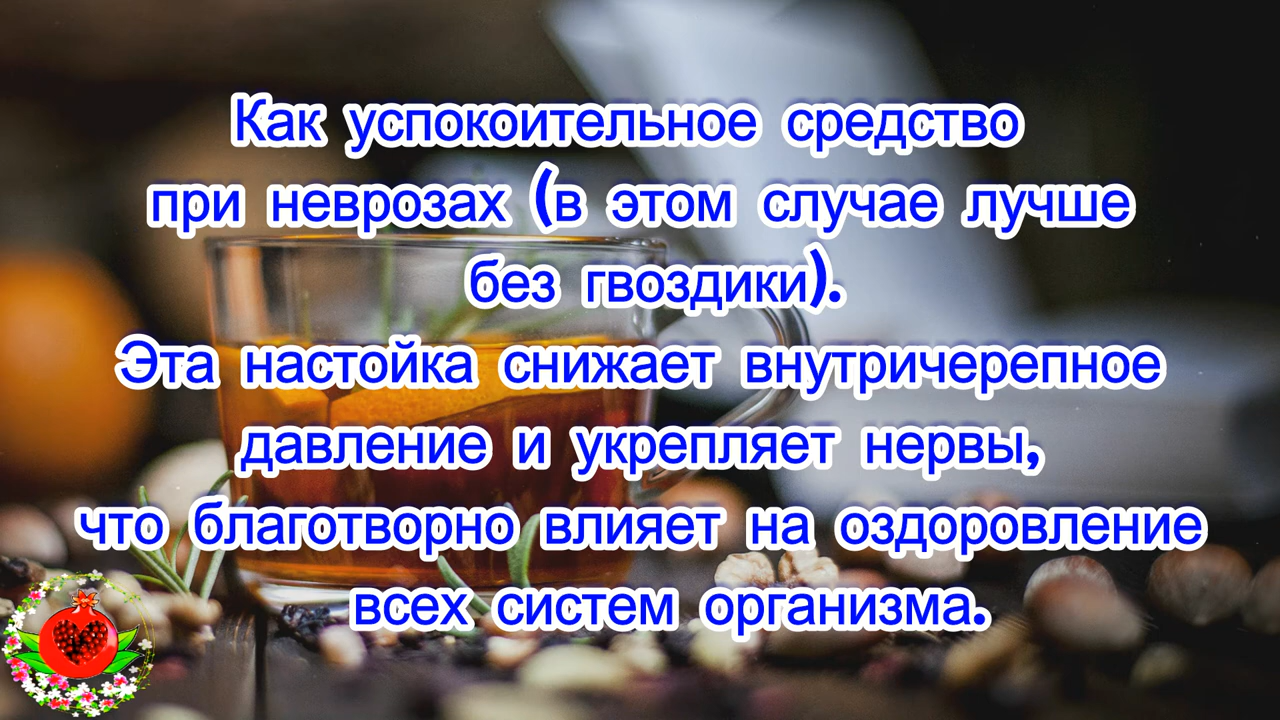 Как успокоительное средство
при неврозах (в этом случае лучше
без гвоздики).
Эта настойка снижает внутричерепное
давление и укрепляет нервы,
что благотворно влияет на оздоровление
всех систем организма.